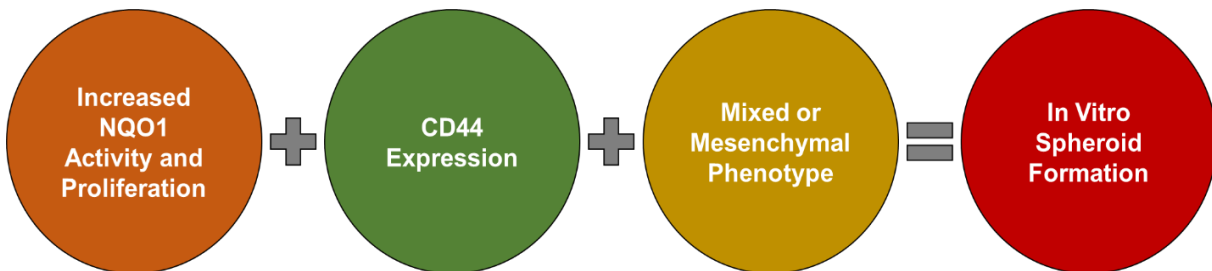 Increased
NQO1
Activity and
Proliferation
CD44
Expression
Mixed or
Mesenchymal
Phenotype
In Vitro
Spheroid
Formation